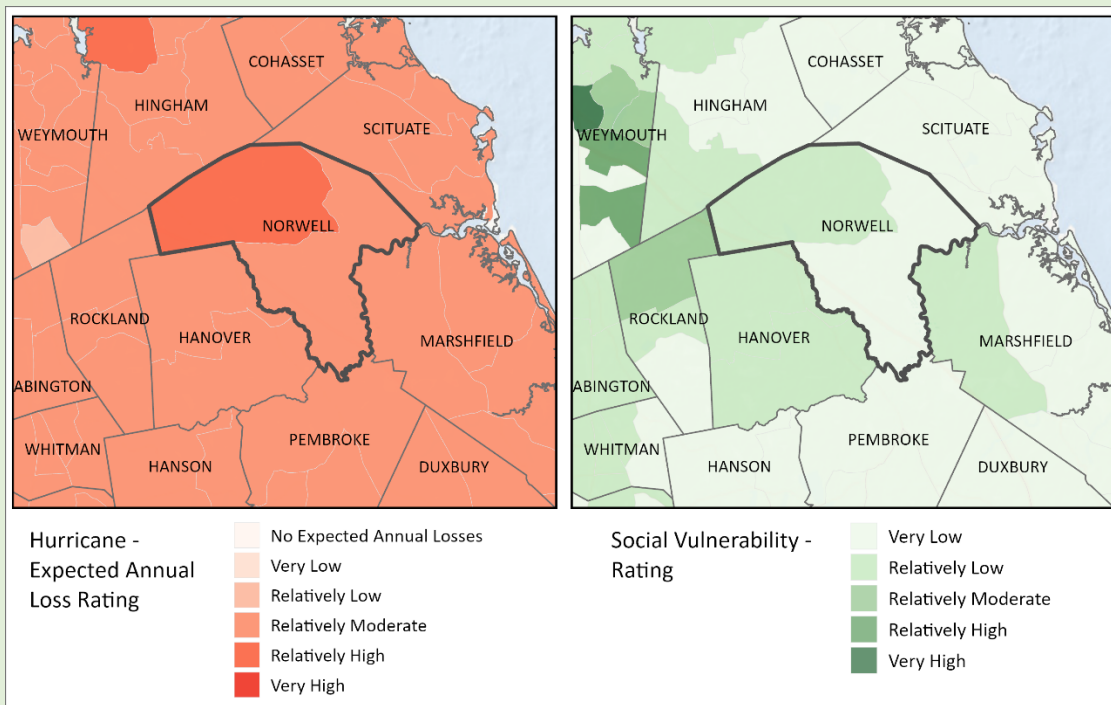 COHASSET
HINGHAM
WEYMOUTH
SCITUATE
NORWELL
ROCKLAND
HANOVER
MARSHFIELD
ABINGTON
WHITMAN
PEMBROKE
HANSON
DUXBURY
Hurricane -
Expected Annual
Loss Rating
No Expected Annual Losses
Very Low
Relatively Low
Relatively Moderate
Relatively High
Very High
COHASSET
HINGHAM
WEYMOUTH
SCITUATE
NORWELL
ROCKLAND
HANOVER
MARSHFIELD
ABINGTON
WHITMAN
PEMBROKE
HANSON
DUXBURY
Social Vulnerability -
Rating
Very Low
Relatively Low
Relatively Moderate
Relatively High
Very High